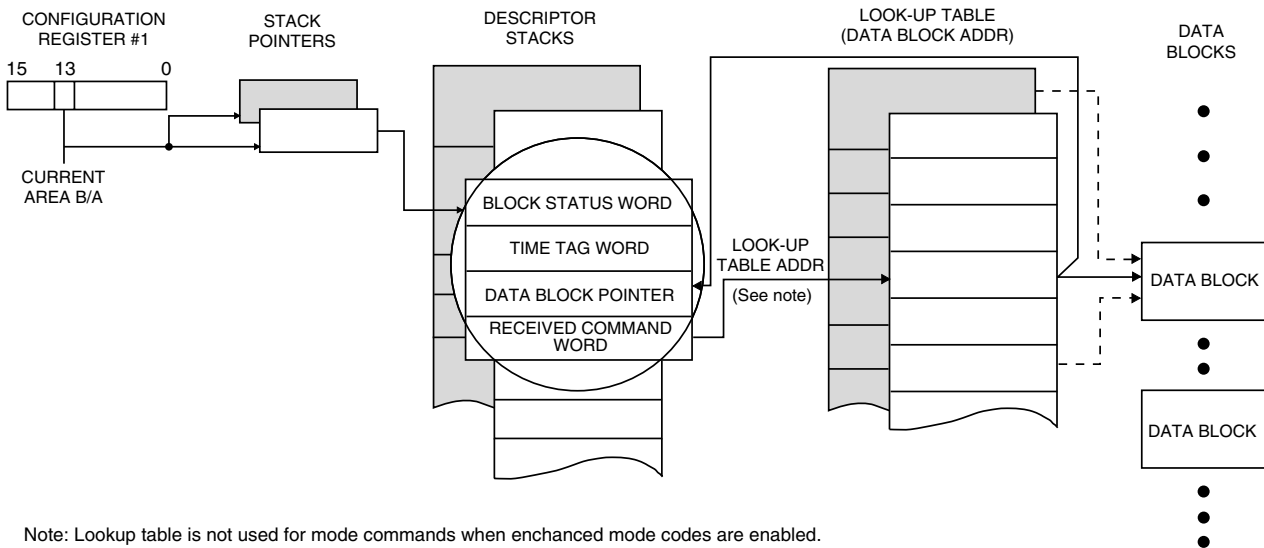 CONFIGURATION
REGISTER #1
15 13 0
CURRENT
AREA B/A
STACK
POINTERS
DESCRIPTOR
STACKS
BLOCK STATUS WORD
TIME TAG WORD
DATA BLOCK POINTER
RECEIVED COMMAND
WORD
LOOK-UP
TABLE ADDR
(See note)
LOOK-UP TABLE
(DATA BLOCK ADDR)
DATA
BLOCKS
DATA BLOCK
DATA BLOCK
Note: Lookup table is not used for mode commands when enchanced mode codes are enabled.